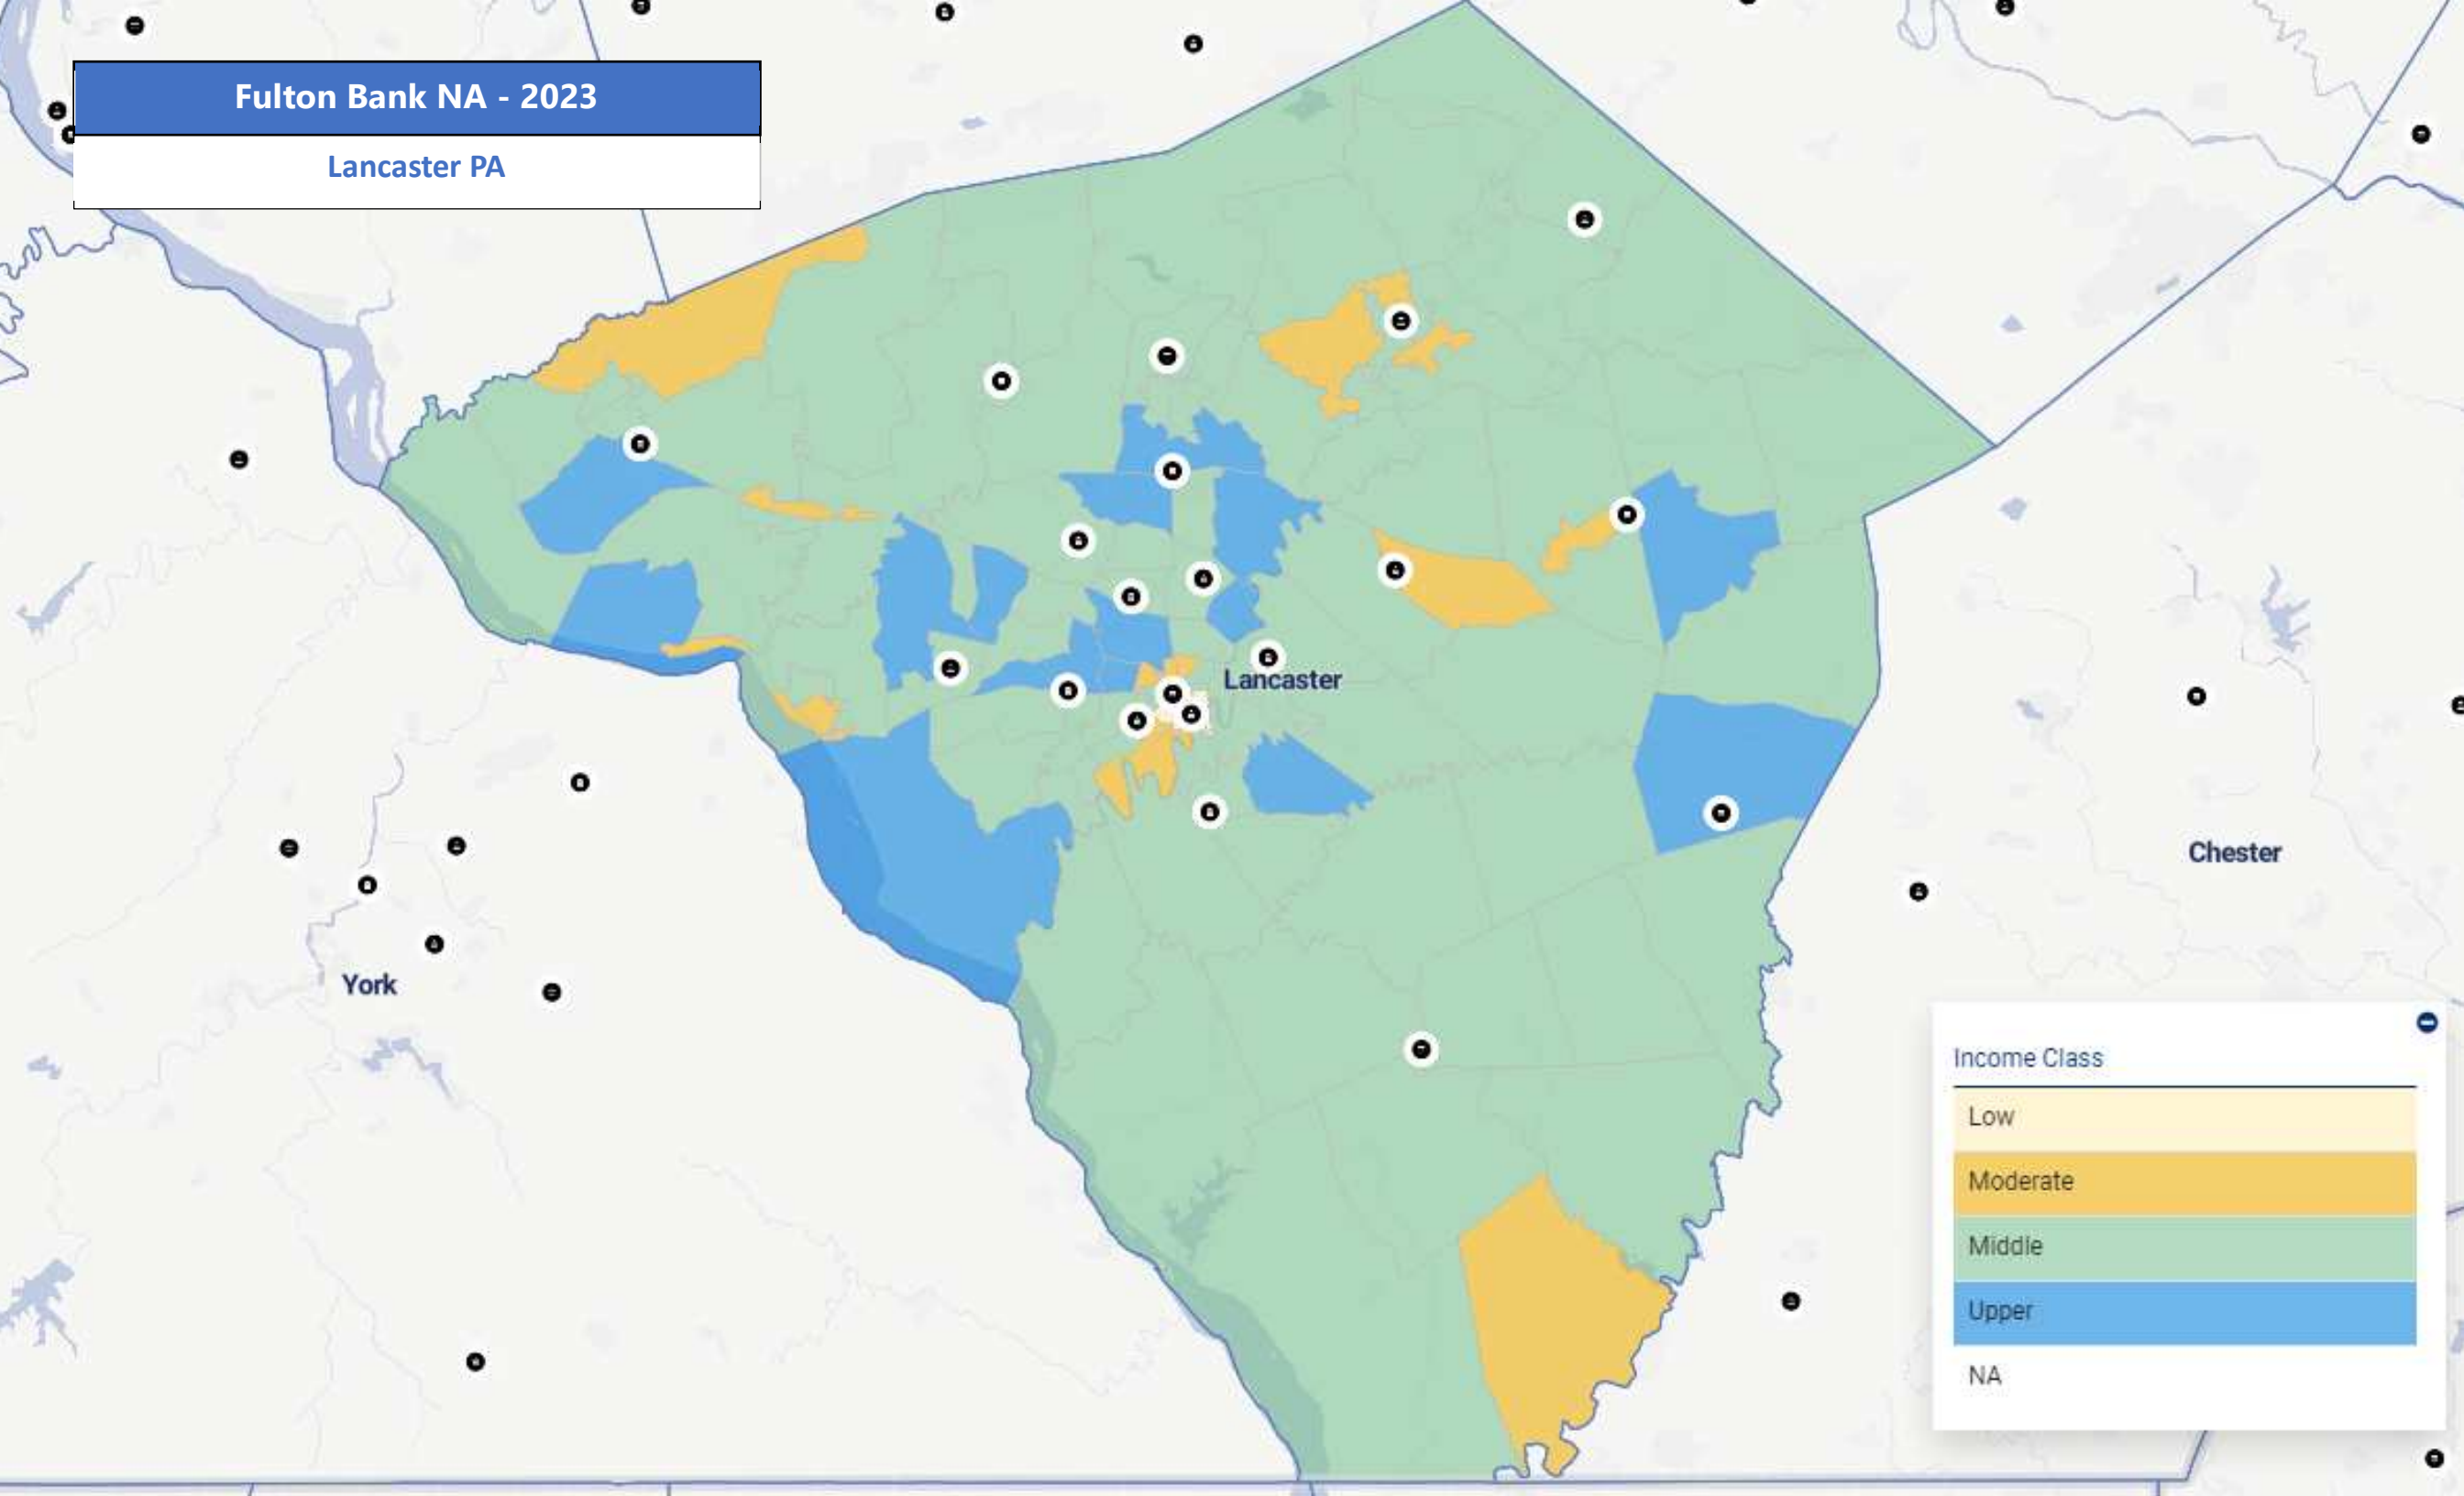 Fulton Bank NA - 2023
Lancaster PA
Lancaster
Chester
York
Income Class
Low
Moderate
Middle
Upper
NA